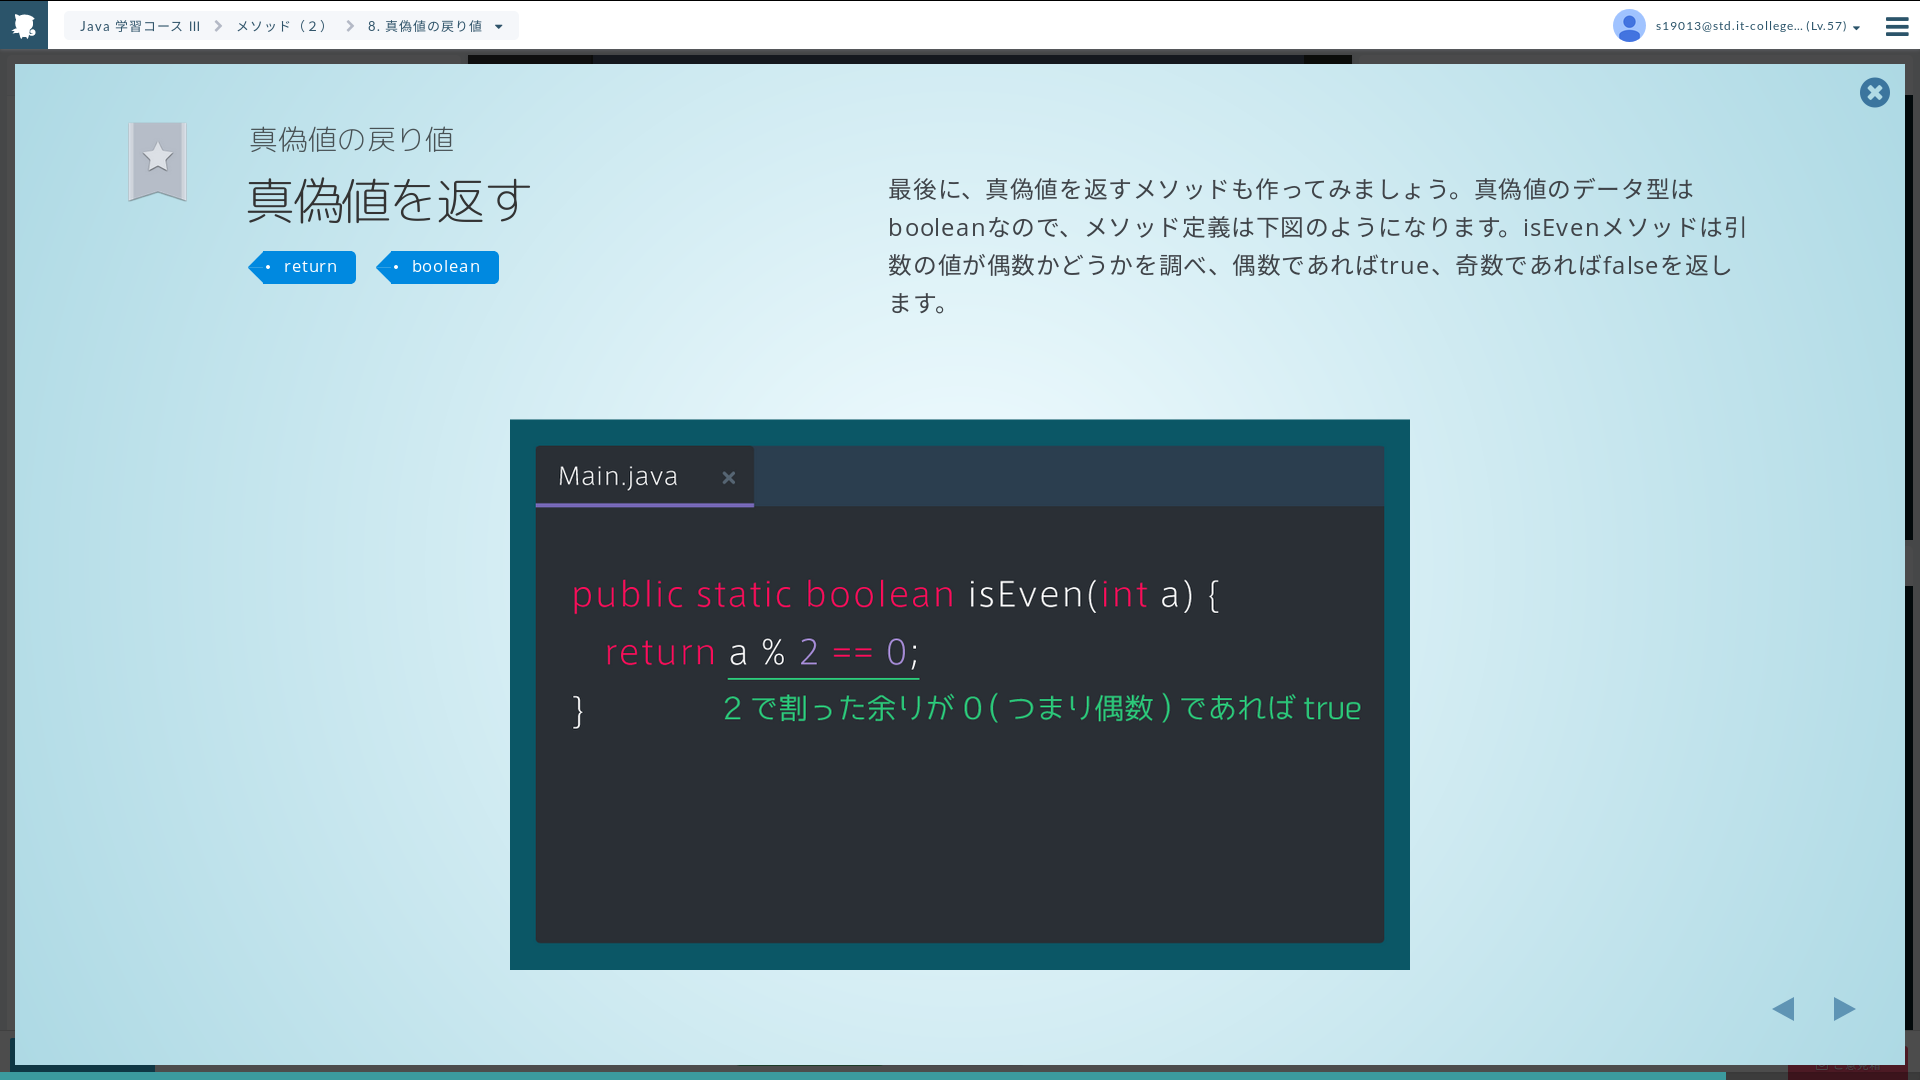 Java 学習コース III
メソッド（２）
8. 真偽値の戻り値
s19013@std.it-college... (Lv.57)
真偽値の戻り値
真偽値を返す
return
boolean
最後に、真偽値を返すメソッドも作ってみましょう。真偽値のデータ型は
booleanなので、メソッド定義は下図のようになります。isEvenメソッドは引
数の値が偶数かどうかを調べ、偶数であればtrue、奇数であればfalseを返し
ます。
Main.java
public static boolean isEven(int a) {
return a % 2 == 0;
}
2 で割った余りが 0 ( つまり偶数 ) であれば true